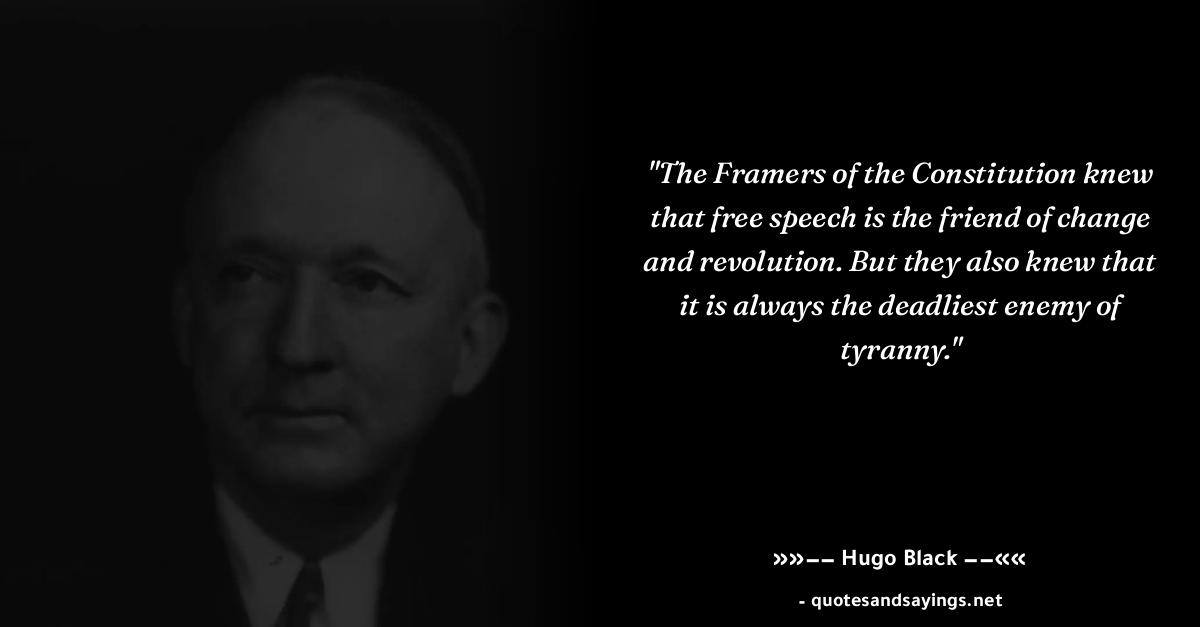 "The Framers of the Constitution knew
that free speech is the friend of change
and revolution. But they also knew that
it is always the deadliest enemy of
tyranny."
»»−− Hugo Black −−««
- quotesandsayings.net